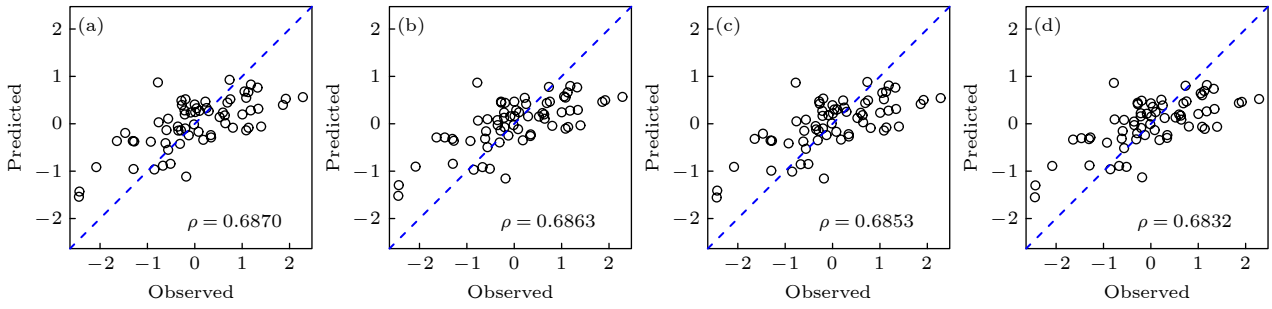 (a)
2
1
0
−1
−2
Predicted
ρ = 0.6870
−2 −1 0 1 2
Observed
(b)
2
1
0
−1
−2
Predicted
ρ = 0.6863
−2 −1 0 1 2
Observed
(c)
2
1
0
−1
−2
Predicted
ρ = 0.6853
−2 −1 0 1 2
Observed
(d)
2
1
0
−1
−2
Predicted
ρ = 0.6832
−2 −1 0 1 2
Observed